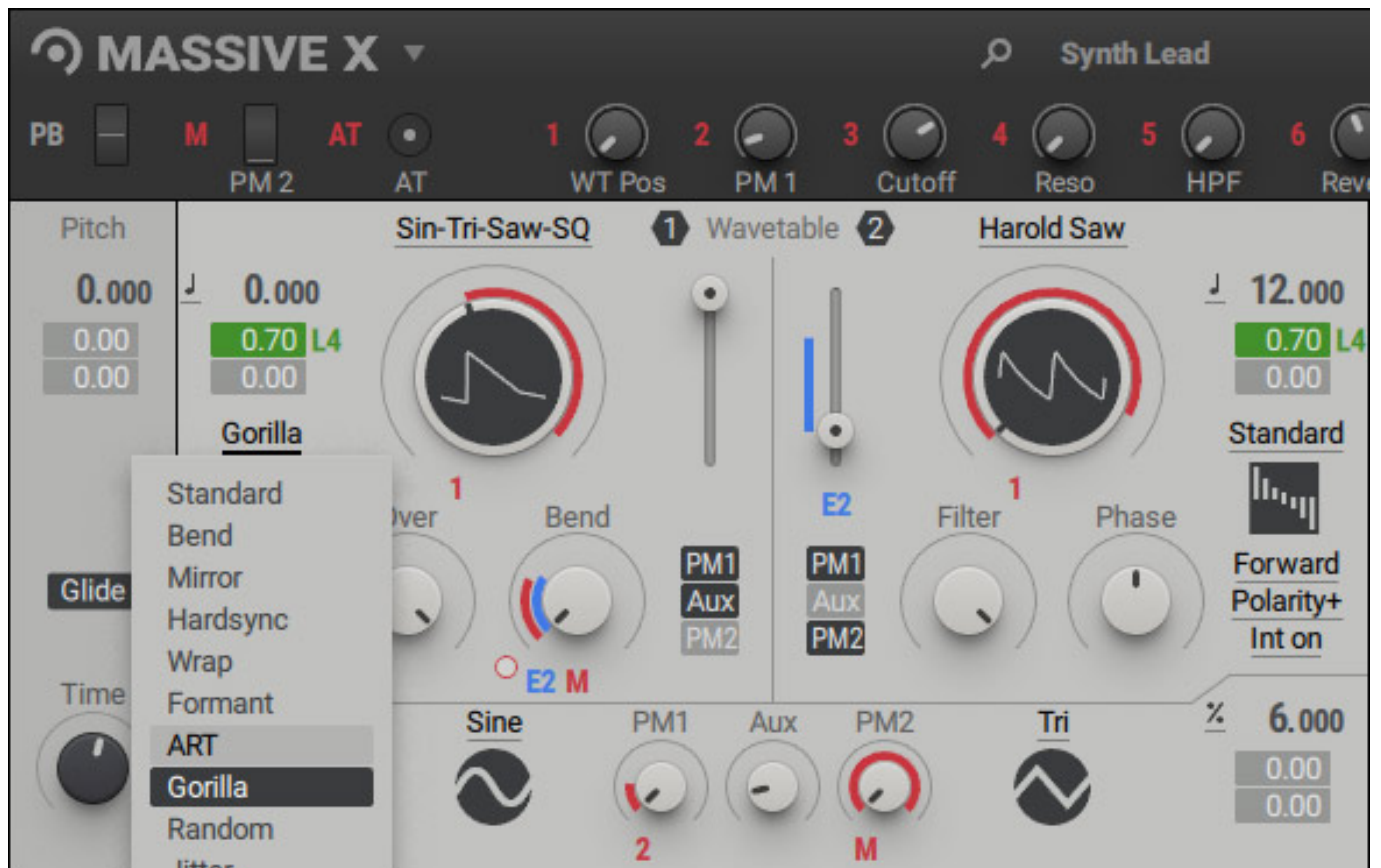 MASSIVE X
Synth Lead
PB M AT 1 2 3 4 5 6
PM 2 AT WT Pos PM 1 Cutoff Reso HPF
Pitch Sin-Tri-Saw-SQ 1 Wavetable 2 Harold Saw
0.000 0.000 12.000
0.00 0.70 L4 0.70 L4
0.00 0.00 0.00
Gorilla Standard
1 E2 1
Standard
Bend
Mirror
Hardsync
Wrap
Formant
ART
Gorilla
Random
Bend Filter Phase
PM1 PM1 Forward
Glide Aux Aux Polarity+
PM2 PM2 Int on
E2 M
Time Sine PM1 Aux PM2 Tri % 6.000
0.00
0.00
2 M